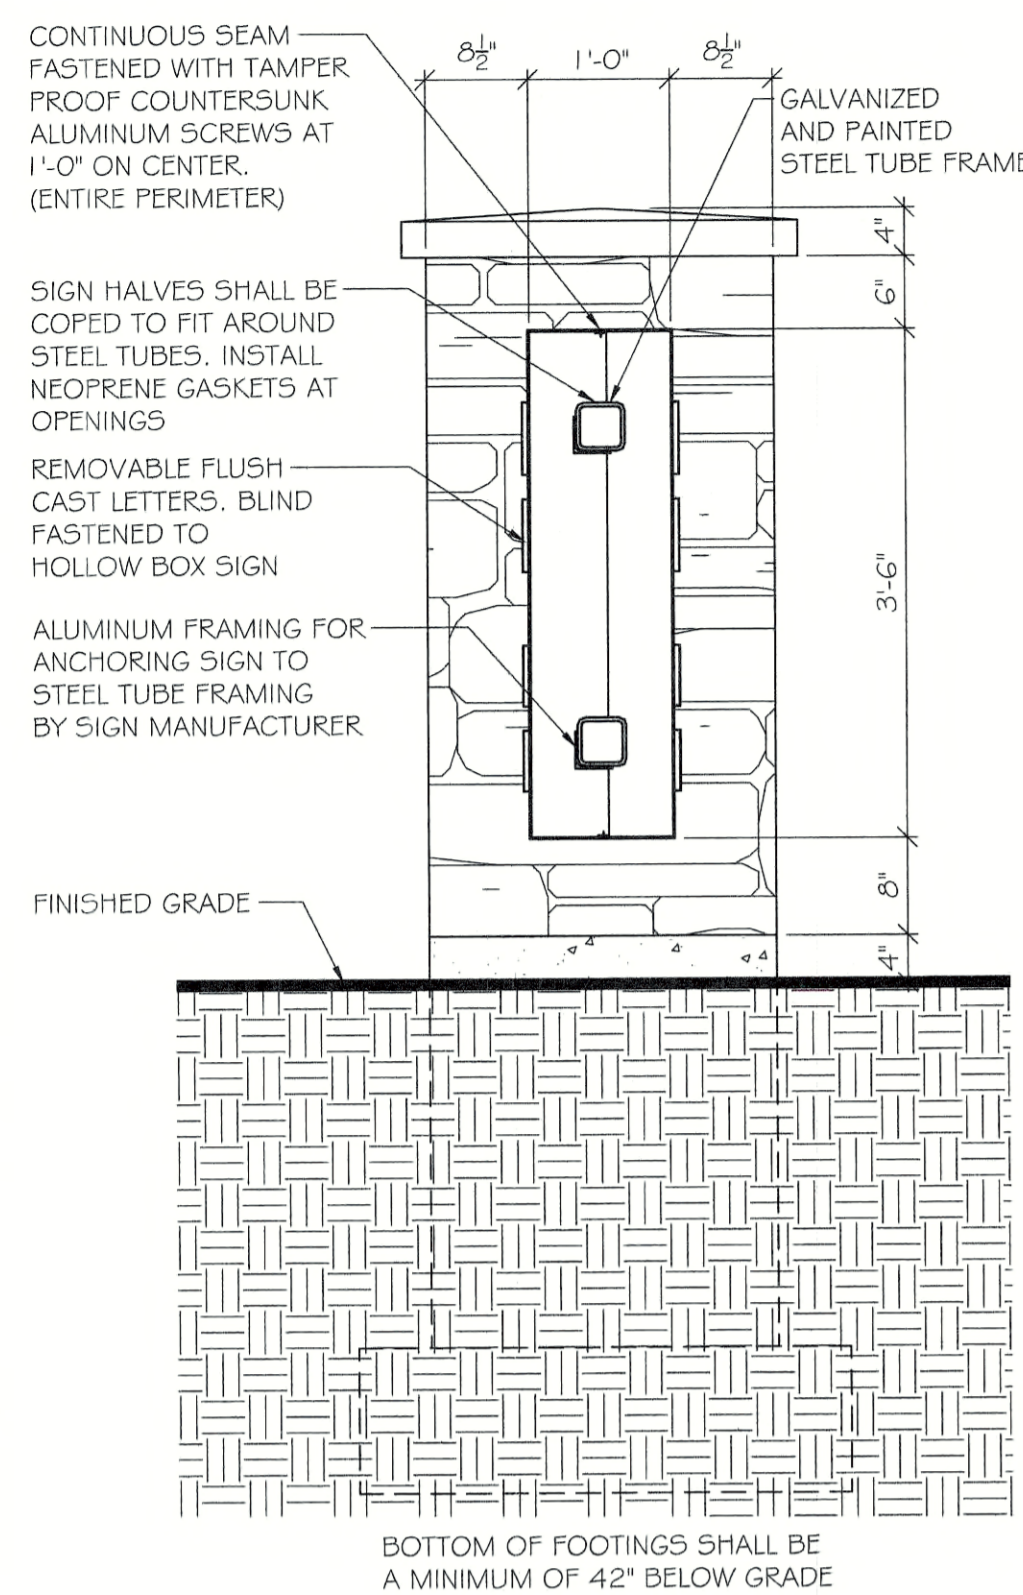 CONTINUOUS SEAM
FASTENED WITH TAMPER
PROOF COUNTERSUNK
ALUMINUM SCREWS AT
1'-0" ON CENTER.
(ENTIRE PERIMETER)
8½"
1'-0"
8½"
GALVANIZED
AND PAINTED
STEEL TUBE FRAME
4"
6"
SIGN HALVES SHALL BE
COPED TO FIT AROUND
STEEL TUBES. INSTALL
NEOPRENE GASKETS AT
OPENINGS
REMOVABLE FLUSH
CAST LETTERS. BLIND
FASTENED TO
HOLLOW BOX SIGN
3'-6"
ALUMINUM FRAMING FOR
ANCHORING SIGN TO
STEEL TUBE FRAMING
BY SIGN MANUFACTURER
8"
FINISHED GRADE
4"
BOTTOM OF FOOTINGS SHALL BE
A MINIMUM OF 42" BELOW GRADE